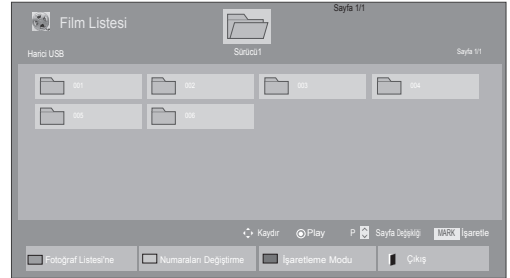 Sayfa 1/1
Film Listesi
Harici USB
Sürücü1
Sayfa 1/1
001 002 003 004
005 006
Kaydır Play P Sayfa Değişkliği MARK İşaretle
Fotoğraf Listesi'ne Numaraları Değiştirme İşaretleme Modu Çıkış